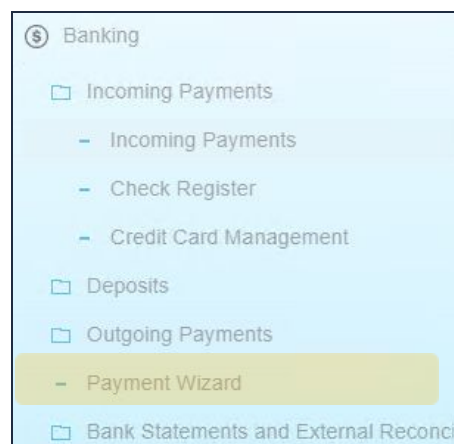 Banking
Incoming Payments
Incoming Payments
Check Register
Credit Card Management
Deposits
Outgoing Payments
Payment Wizard
Bank Statements and External Reconci